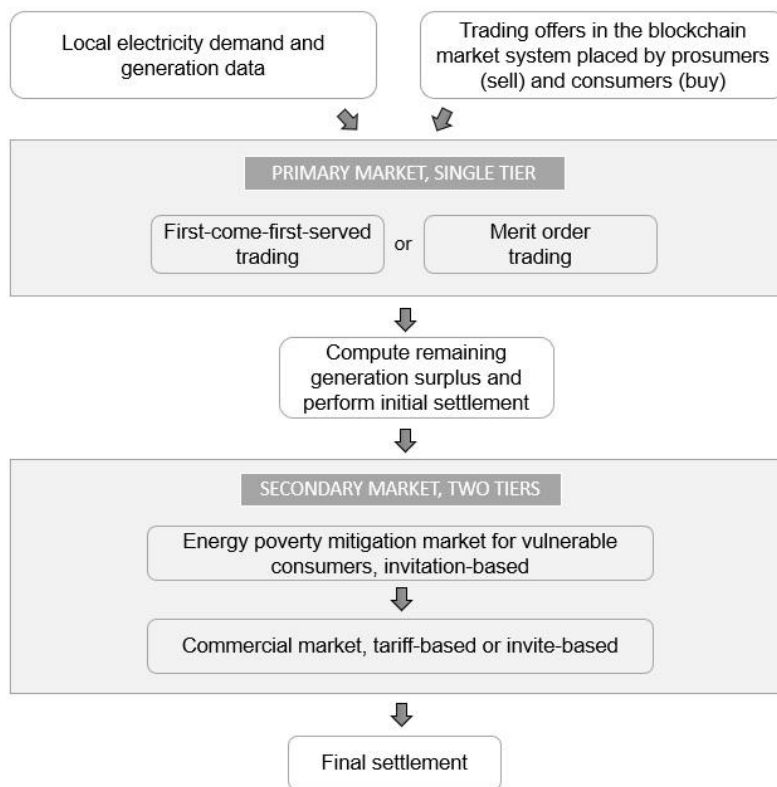 Local electricity demand and
generation data
Trading offers in the blockchain
market system placed by prosumers
(sell) and consumers (buy)
PRIMARY MARKET, SINGLE TIER
First-come-first-served
trading
or
Merit order
trading
Compute remaining
generation surplus and
perform initial settlement
SECONDARY MARKET, TWO TIERS
Energy poverty mitigation market for vulnerable
consumers, invitation-based
Commercial market, tariff-based or invite-based
Final settlement